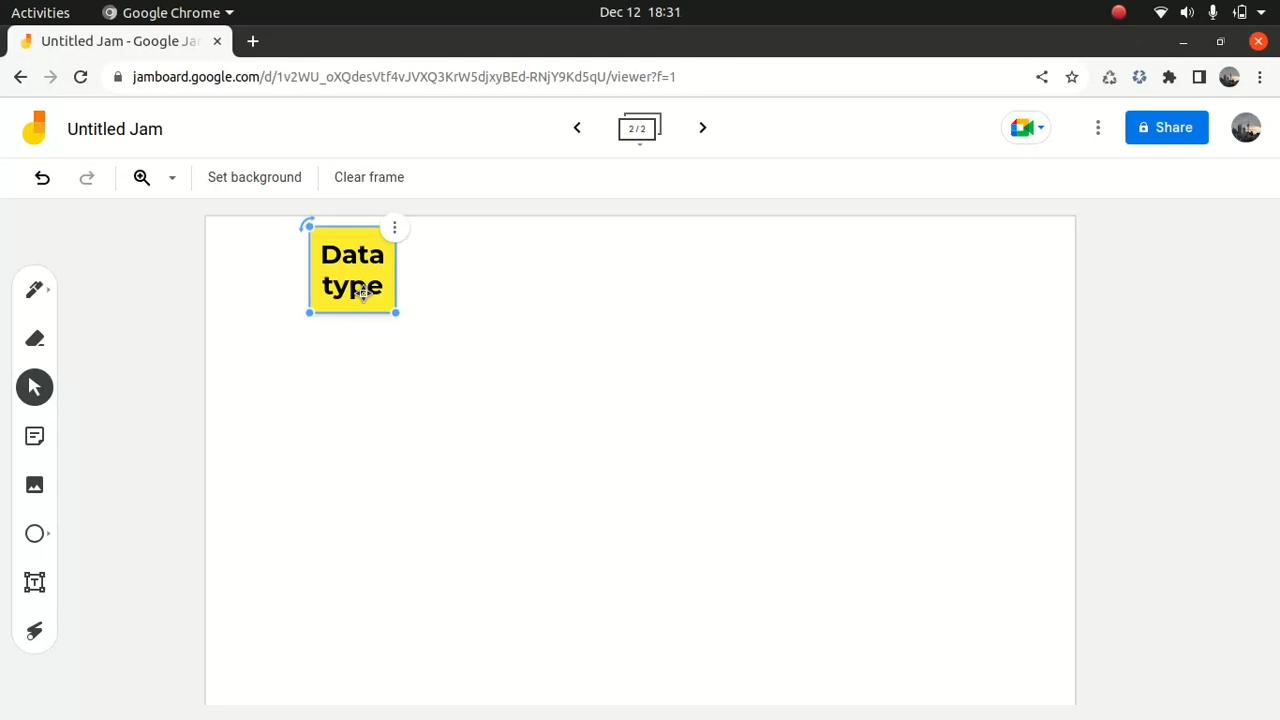 Activities
Google Chrome
Dec 12 18:31
Untitled Jam - Google Jar
jamboard.google.com/d/1v2WU_oXQdesVtf4vJVXQ3KrW5djxyBEd-RNjY9Kd5qU/viewer?f=1
Untitled Jam
2 / 2
Share
Set background
Clear frame
Data
type